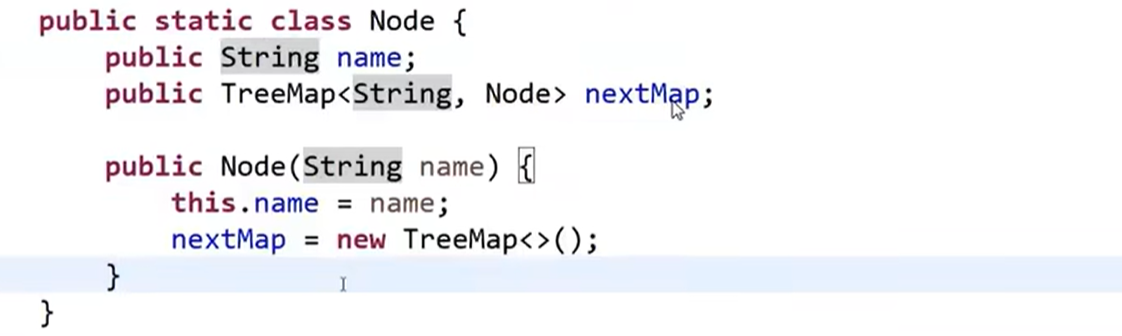 public static class Node {
    public String name;
    public TreeMap<String, Node> nextMap;

    public Node(String name) {
        this.name = name;
        nextMap = new TreeMap<>();
    }
}